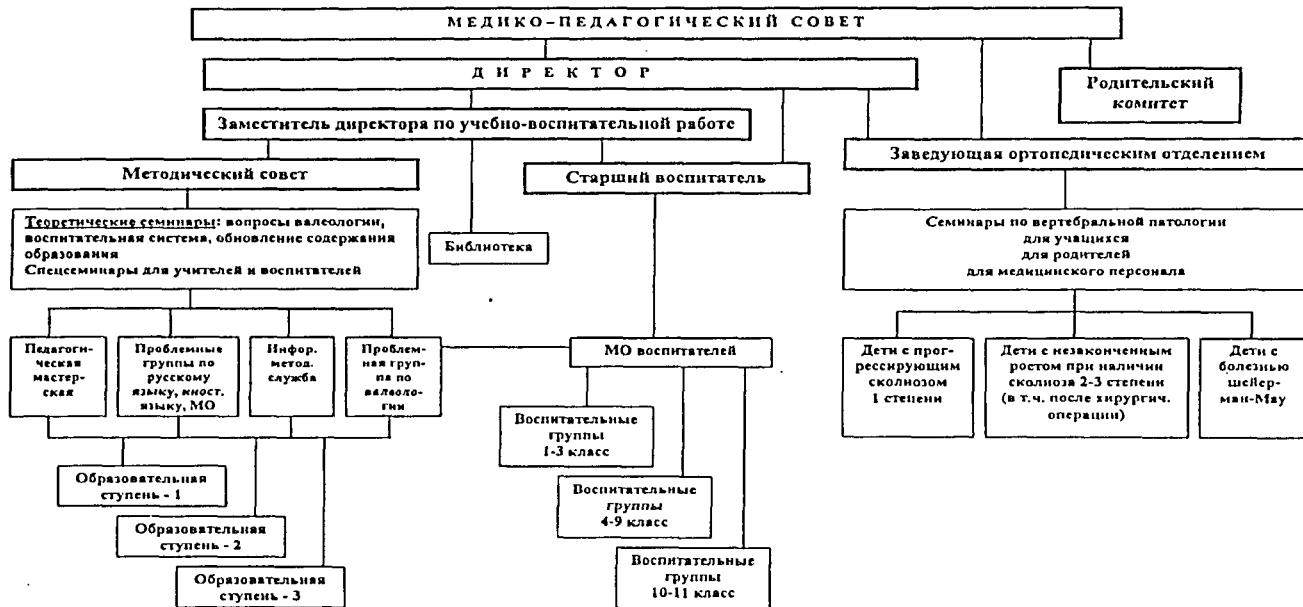 МЕДИКО-ПЕДАГОГИЧЕСКИЙ СОВЕТ
ДИРЕКТОР
Родительский
комитет
Заместитель директора по учебно-воспитательной работе
Заведующая ортопедическим отделением
Методический совет
Старший воспитатель
Теоретические семинары: вопросы валеологии,
воспитательная система, обновление содержания
образования
Спецсеминары для учителей и воспитателей
Библиотека
Семинары по вертебральной патологии
для учащихся
для родителей
для медицинского персонала
Педагоги-
ческая
мастер-
ская
Проблемные
группы по
русскому
языку, иност.
языку, МО
Инфор.
метод.
служба
Проблем-
ная груп-
па по
валеоло-
гии
МО воспитателей
Дети с прог-
рессирующим
сколиозом
1 степени
Дети с незаконченным
ростом при наличии
сколиоза 2-3 степени
(в т.ч. после хирургич.
операции)
Дети с
болезнью
шейер-
ман-Мау
Воспитательные
группы
1-3 класс
Воспитательные
группы
4-9 класс
Воспитательные
группы
10-11 класс
Образовательная
ступень - 1
Образовательная
ступень - 2
Образовательная
ступень - 3